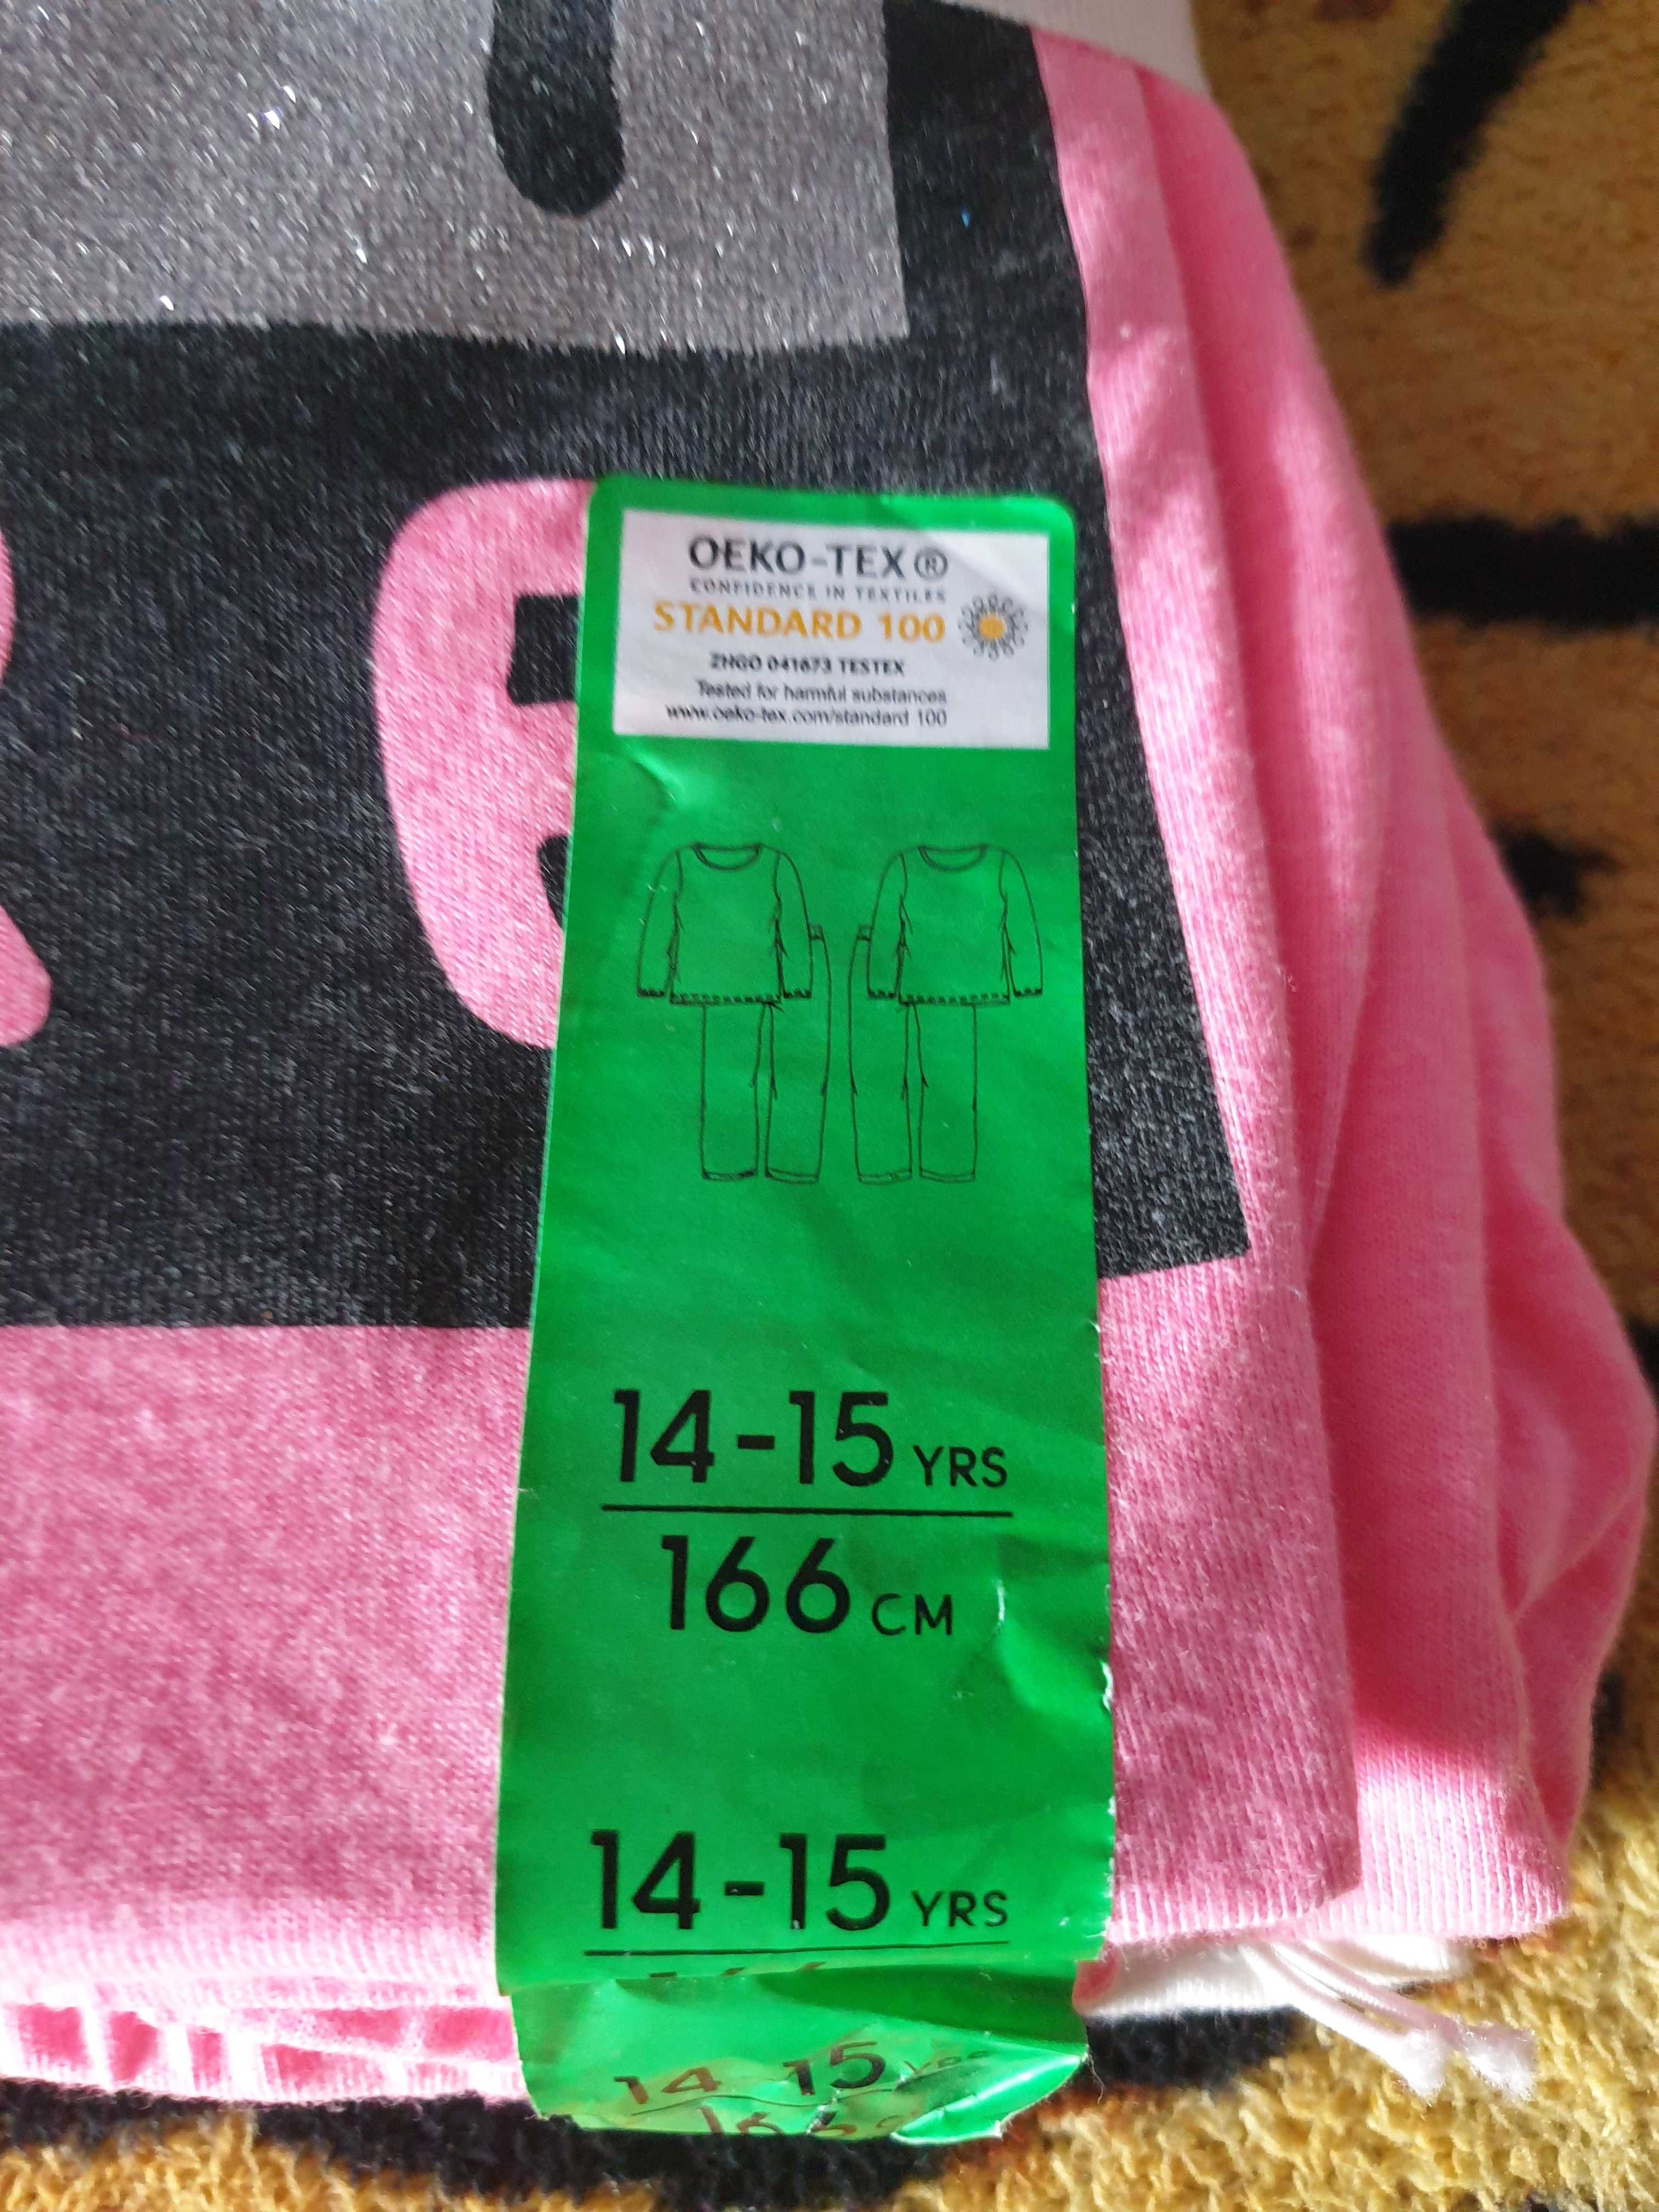 OEKO-TEX®
CONFIDENCE IN TEXTILES
STANDARD 100
ZHGO 041673 TESTEX
Tested for harmful substances
www.oeko-tex.com/standard 100
14-15 YRS
166 CM
14-15 YRS
14 15 YRS